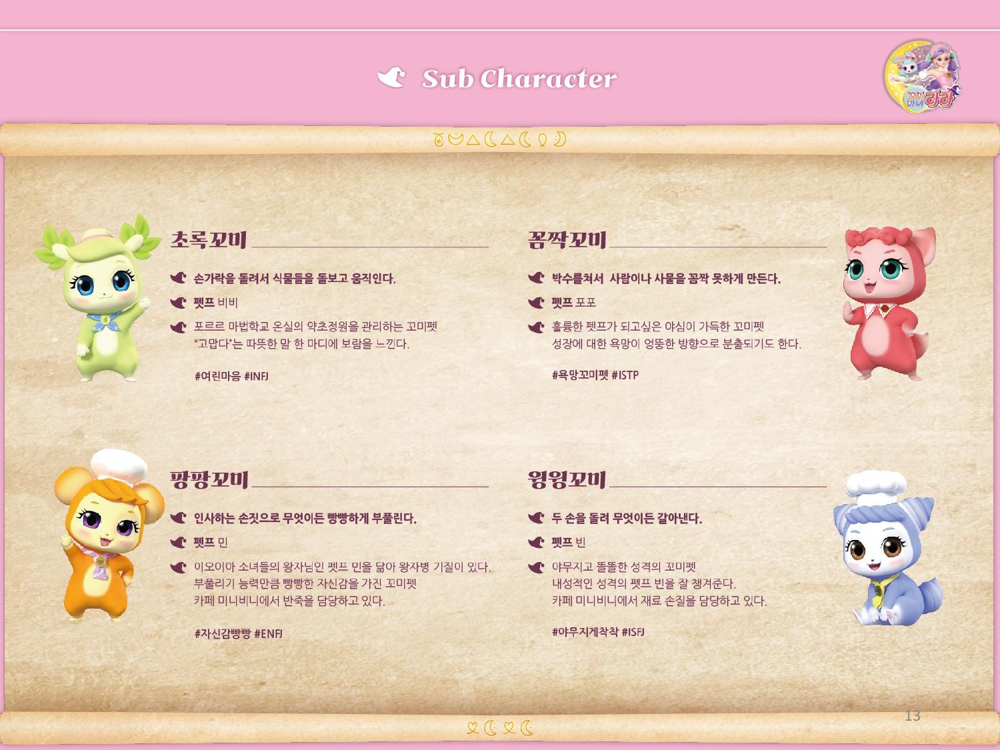 Sub Character
꼬미
마녀 라라
초록꼬미
손가락을 돌려서 식물들을 돌보고 움직인다.
펫프 비비
포르르 마법학교 온실의 약초정원을 관리하는 꼬미펫
“고맙다”는 따뜻한 말 한 마디에 보람을 느낀다.
#여린마음 #INFJ
꼼짝꼬미
박수를쳐서 사람이나 사물을 꼼짝 못하게 만든다.
펫프 포포
훌륭한 펫프가 되고싶은 야심이 가득한 꼬미펫
성장에 대한 욕망이 엉뚱한 방향으로 분출되기도 한다.
#욕망꼬미펫 #ISTP
팡팡꼬미
인사하는 손짓으로 무엇이든 빵빵하게 부풀린다.
펫프 민
이오이아 소녀들의 왕자님인 펫프 민을 닮아 왕자병 기질이 있다.
부풀리기 능력만큼 빵빵한 자신감을 가진 꼬미펫
카페 미니비니에서 반죽을 담당하고 있다.
#자신감빵빵 #ENFJ
윙윙꼬미
두 손을 돌려 무엇이든 갈아낸다.
펫프 빈
야무지고 똘똘한 성격의 꼬미펫
내성적인 성격의 펫프 빈을 잘 챙겨준다.
카페 미니비니에서 재료 손질을 담당하고 있다.
#야무지게착착 #ISFJ
13